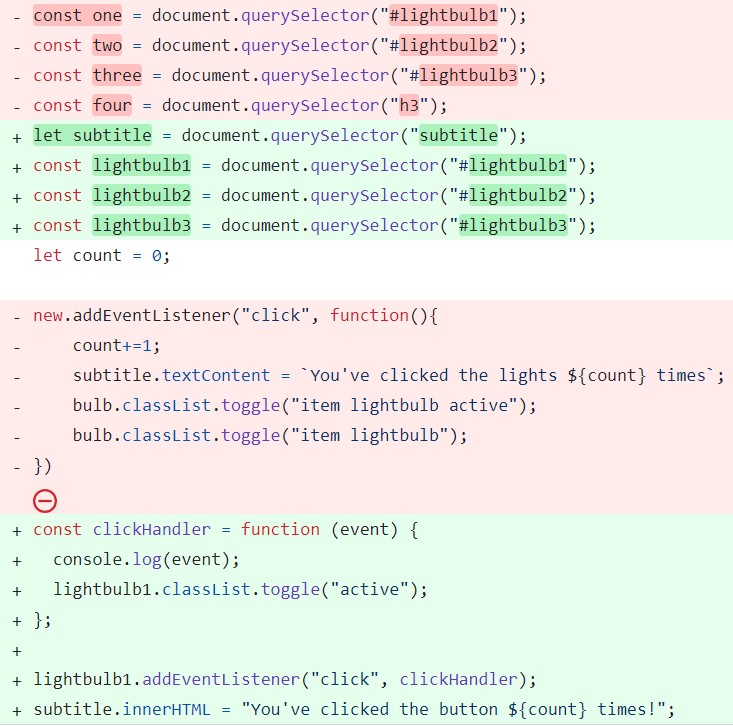 - const one = document.querySelector("#lightbulb1");
- const two = document.querySelector("#lightbulb2");
- const three = document.querySelector("#lightbulb3");
- const four = document.querySelector("h3");
+ let subtitle = document.querySelector("subtitle");
+ const lightbulb1 = document.querySelector("#lightbulb1");
+ const lightbulb2 = document.querySelector("#lightbulb2");
+ const lightbulb3 = document.querySelector("#lightbulb3");
let count = 0;
- new.addEventListener("click", function(){
- count+=1;
- subtitle.textContent = `You've clicked the lights ${count} times`;
- bulb.classList.toggle("item lightbulb active");
- bulb.classList.toggle("item lightbulb");
- })
+ const clickHandler = function (event) {
+ console.log(event);
+ lightbulb1.classList.toggle("active");
+ };
+
+ lightbulb1.addEventListener("click", clickHandler);
+ subtitle.innerHTML = "You've clicked the button ${count} times!";